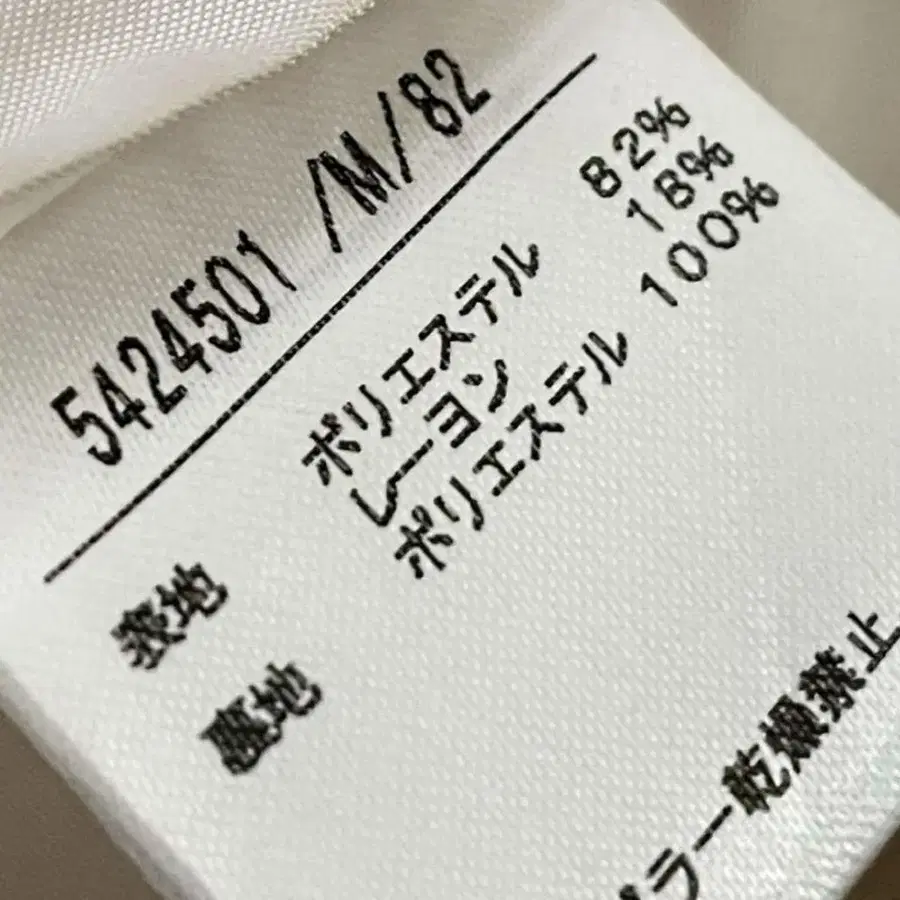 5424501 /M/82
表地 ポリエステル 82%
レーヨン 18%
裏地 ポリエステル 100%
ブラー乾燥禁止